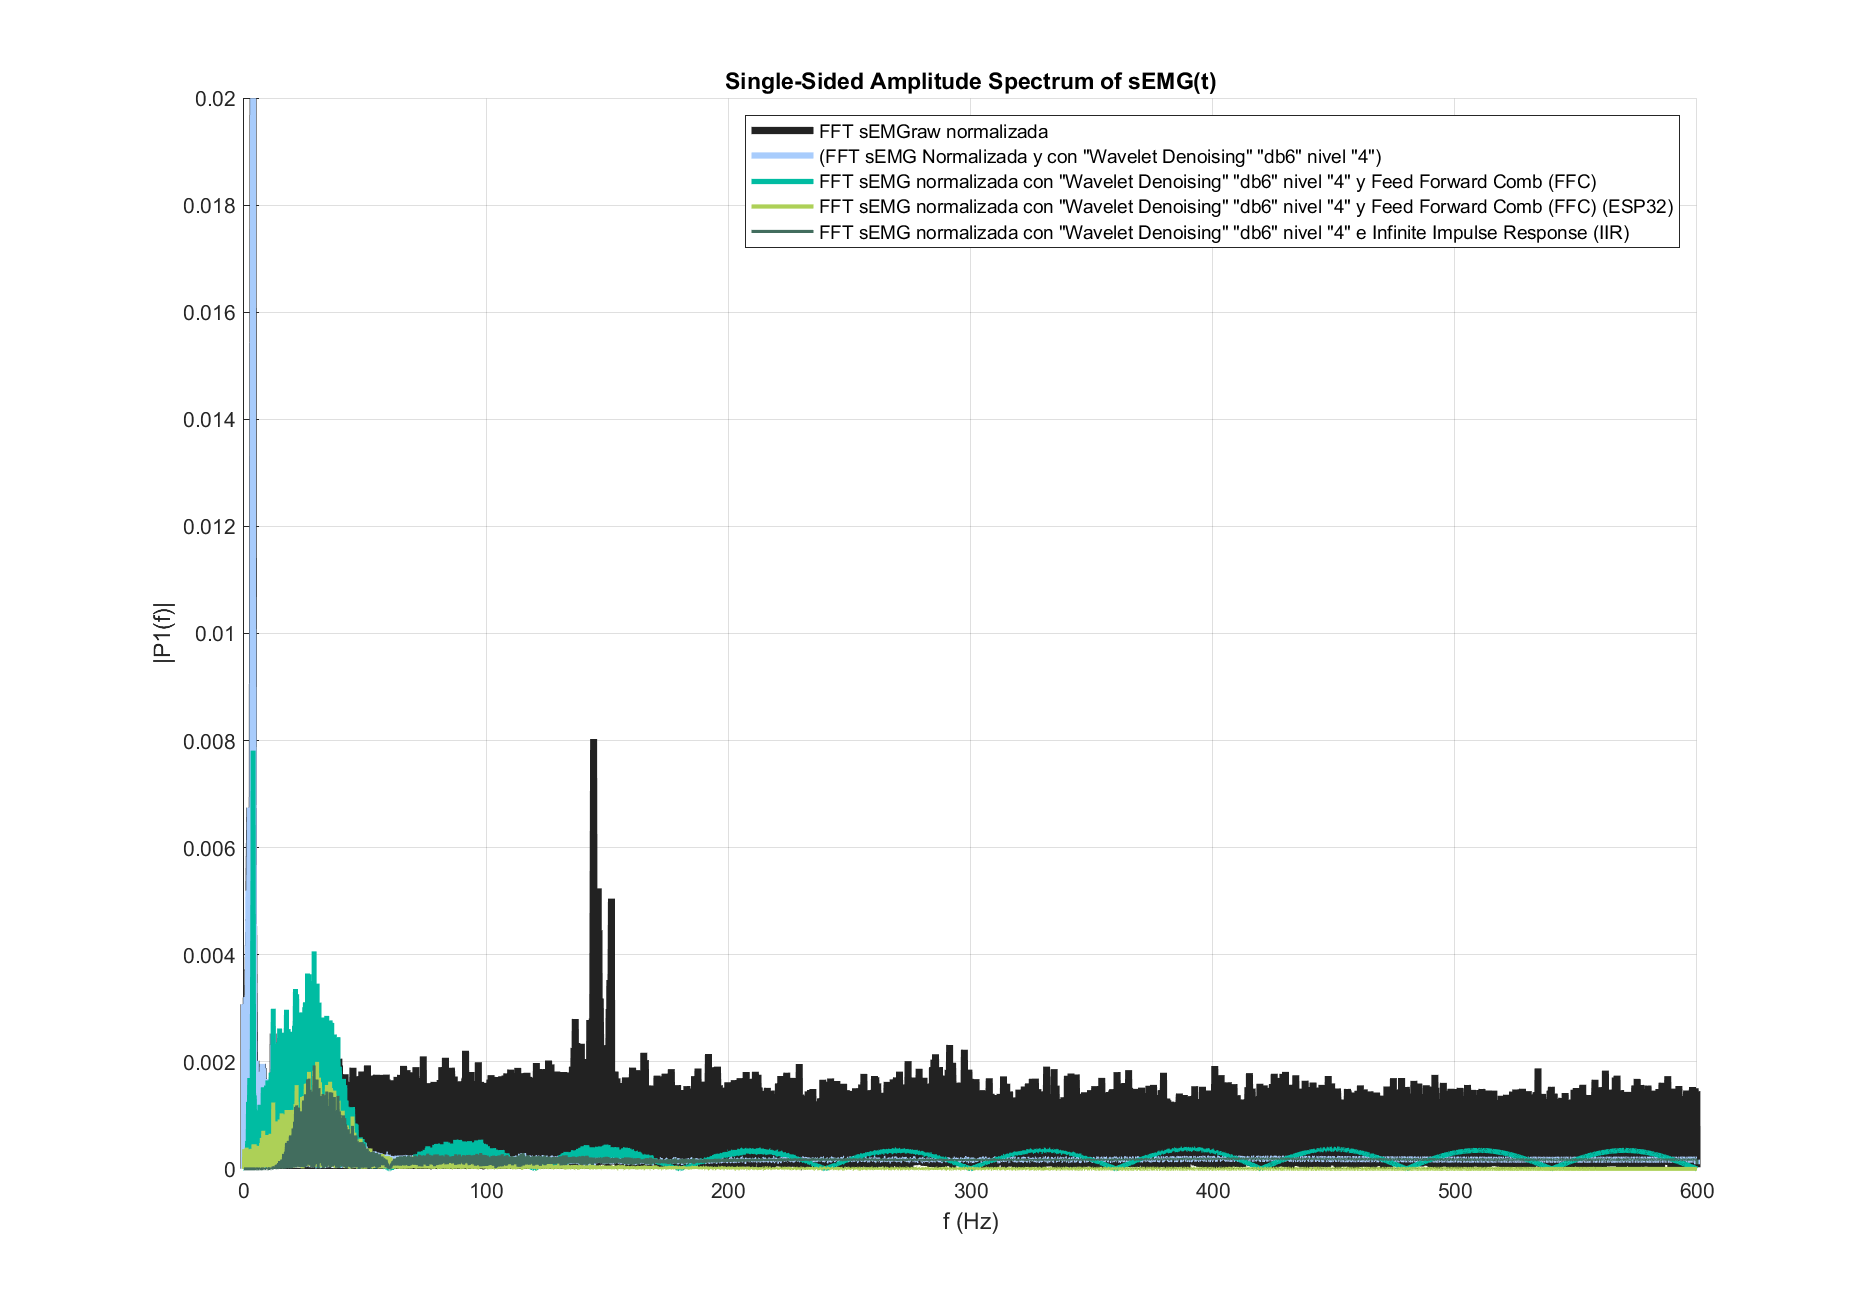 Single-Sided Amplitude Spectrum of sEMG(t)
FFT sEMGraw normalizada
(FFT sEMG Normalizada y con "Wavelet Denoising" "db6" nivel "4")
FFT sEMG normalizada con "Wavelet Denoising" "db6" nivel "4" y Feed Forward Comb (FFC)
FFT sEMG normalizada con "Wavelet Denoising" "db6" nivel "4" y Feed Forward Comb (FFC) (ESP32)
FFT sEMG normalizada con "Wavelet Denoising" "db6" nivel "4" e Infinite Impulse Response (IIR)
0.02
0.018
0.016
0.014
0.012
0.01
0.008
0.006
0.004
0.002
0
|P1(f)|
0 100 200 300 400 500 600
f (Hz)